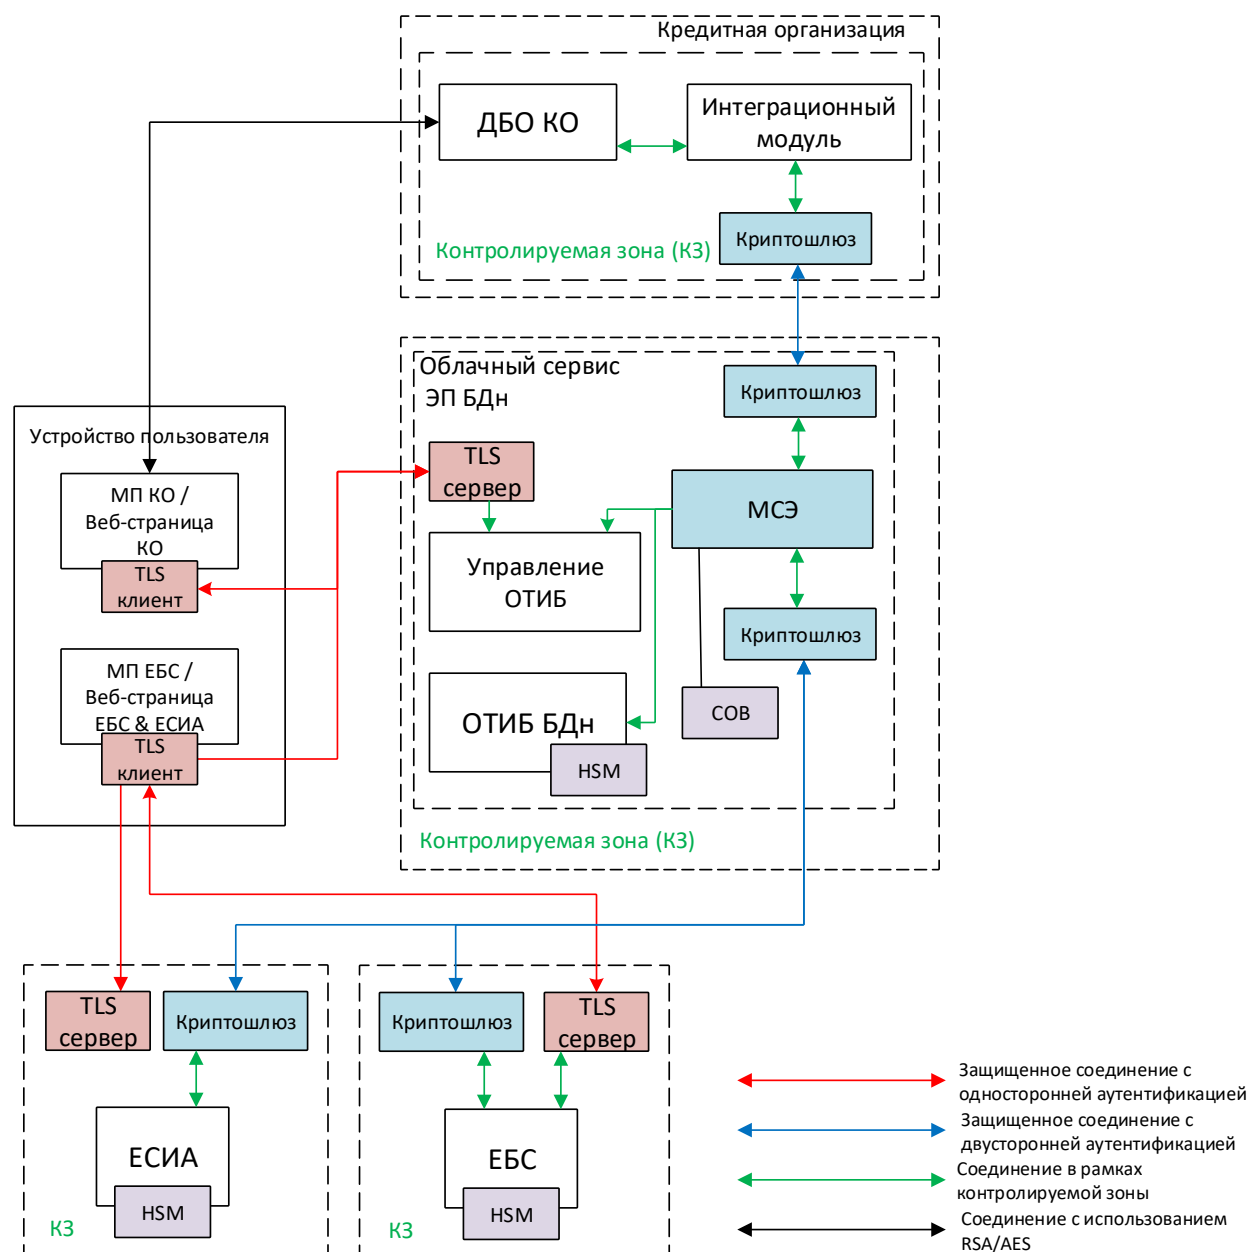 Кредитная организация
ДБО КО
Интеграционный
модуль
Криптошлюз
Контролируемая зона (КЗ)
Облачный сервис
ЭП БДн
Криптошлюз
TLS
сервер
МСЭ
Управление
ОТИБ
Криптошлюз
ОТИБ БДн
HSM
СОВ
Контролируемая зона (КЗ)
Устройство пользователя
МП КО /
Веб-страница
КО
TLS
клиент
МП ЕБС /
Веб-страница
ЕБС & ЕСИА
TLS
клиент
TLS
сервер
Криптошлюз
ЕСИА
HSM
КЗ
Криптошлюз
TLS
сервер
ЕБС
HSM
КЗ
Защищенное соединение с
односторонней аутентификацией
Защищенное соединение с
двусторонней аутентификацией
Соединение в рамках
контролируемой зоны
Соединение с использованием
RSA/AES